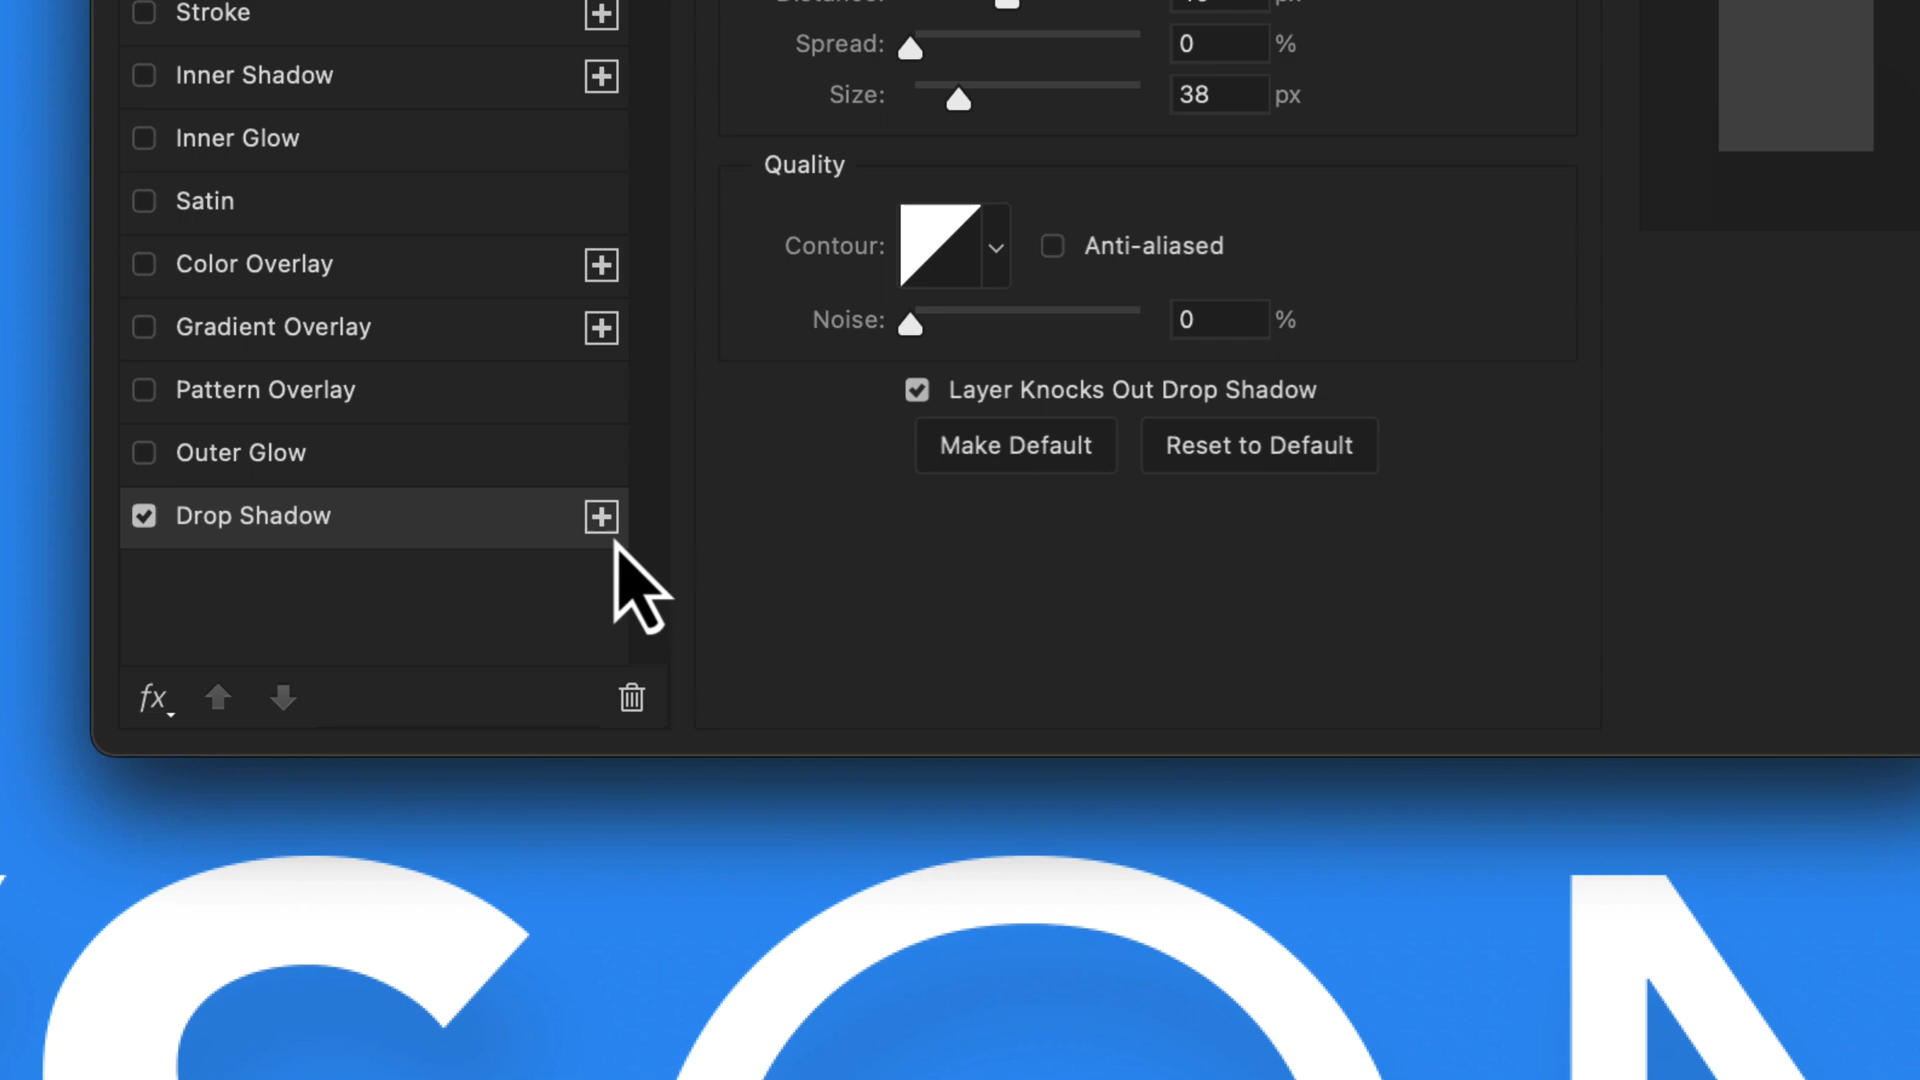 Stroke
Inner Shadow
Inner Glow
Satin
Color Overlay
Gradient Overlay
Pattern Overlay
Outer Glow
Drop Shadow
fx
Spread: 0 %
Size: 38 px
Quality
Contour: Anti-aliased
Noise: 0 %
Layer Knocks Out Drop Shadow
Make Default Reset to Default